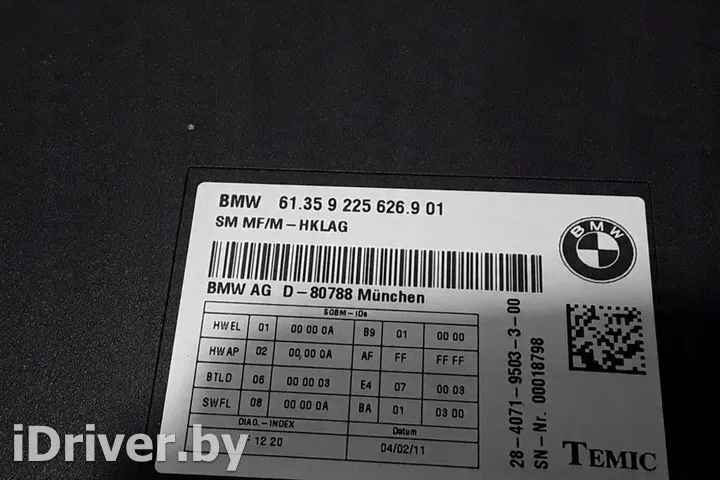 BMW 61.35 9 225 626.9 01
SM MF/M-HKLAG
BMW
BMW AG D-80788 München
SGBM-IDs
HWEL 01 00 00 0A B9 01 00 00
HWAP 02 00,00 0A AF FF FF FF
BTLD 06 00 00 03 E4 07 00 03
SWFL 08 00 00 0A BA 01 03 00
DIAG.-INDEX Datum
12 20 04/02/11
28-4071-9503-3-00
SN-Nr. 00018798
TEMIC
iDriver.by